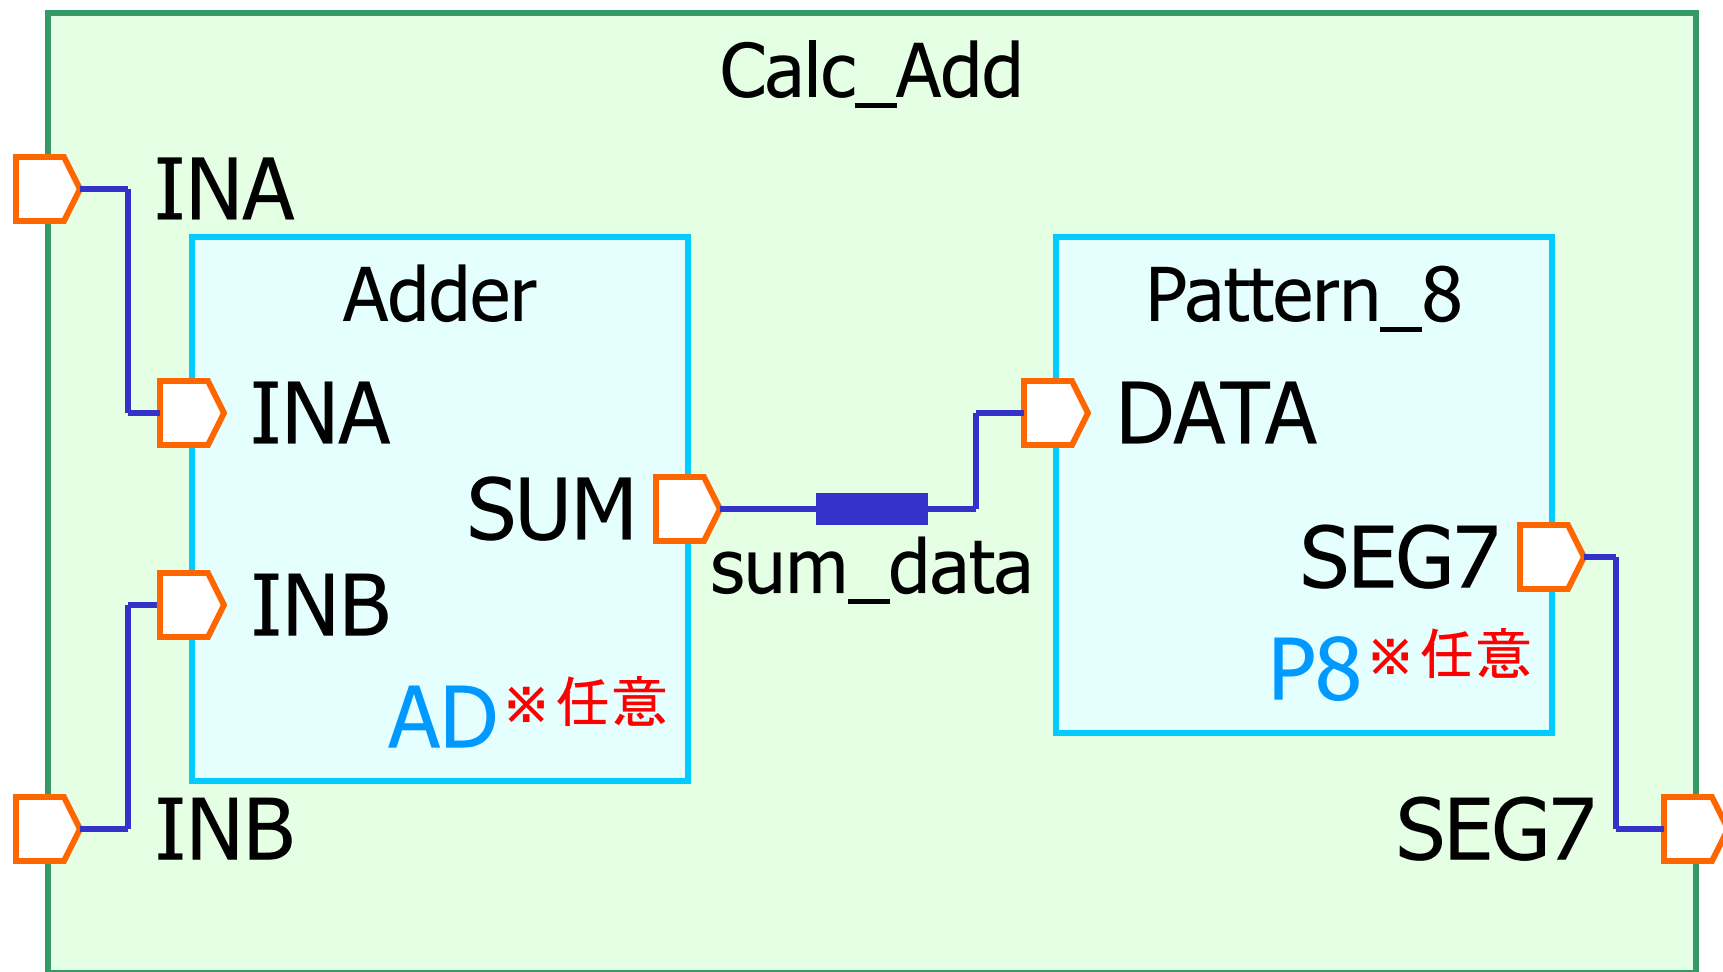 Calc_Add
INA
Adder
INA
SUM
INB
AD※任意
sum_data
Pattern_8
DATA
SEG7
P8※任意
INB
SEG7